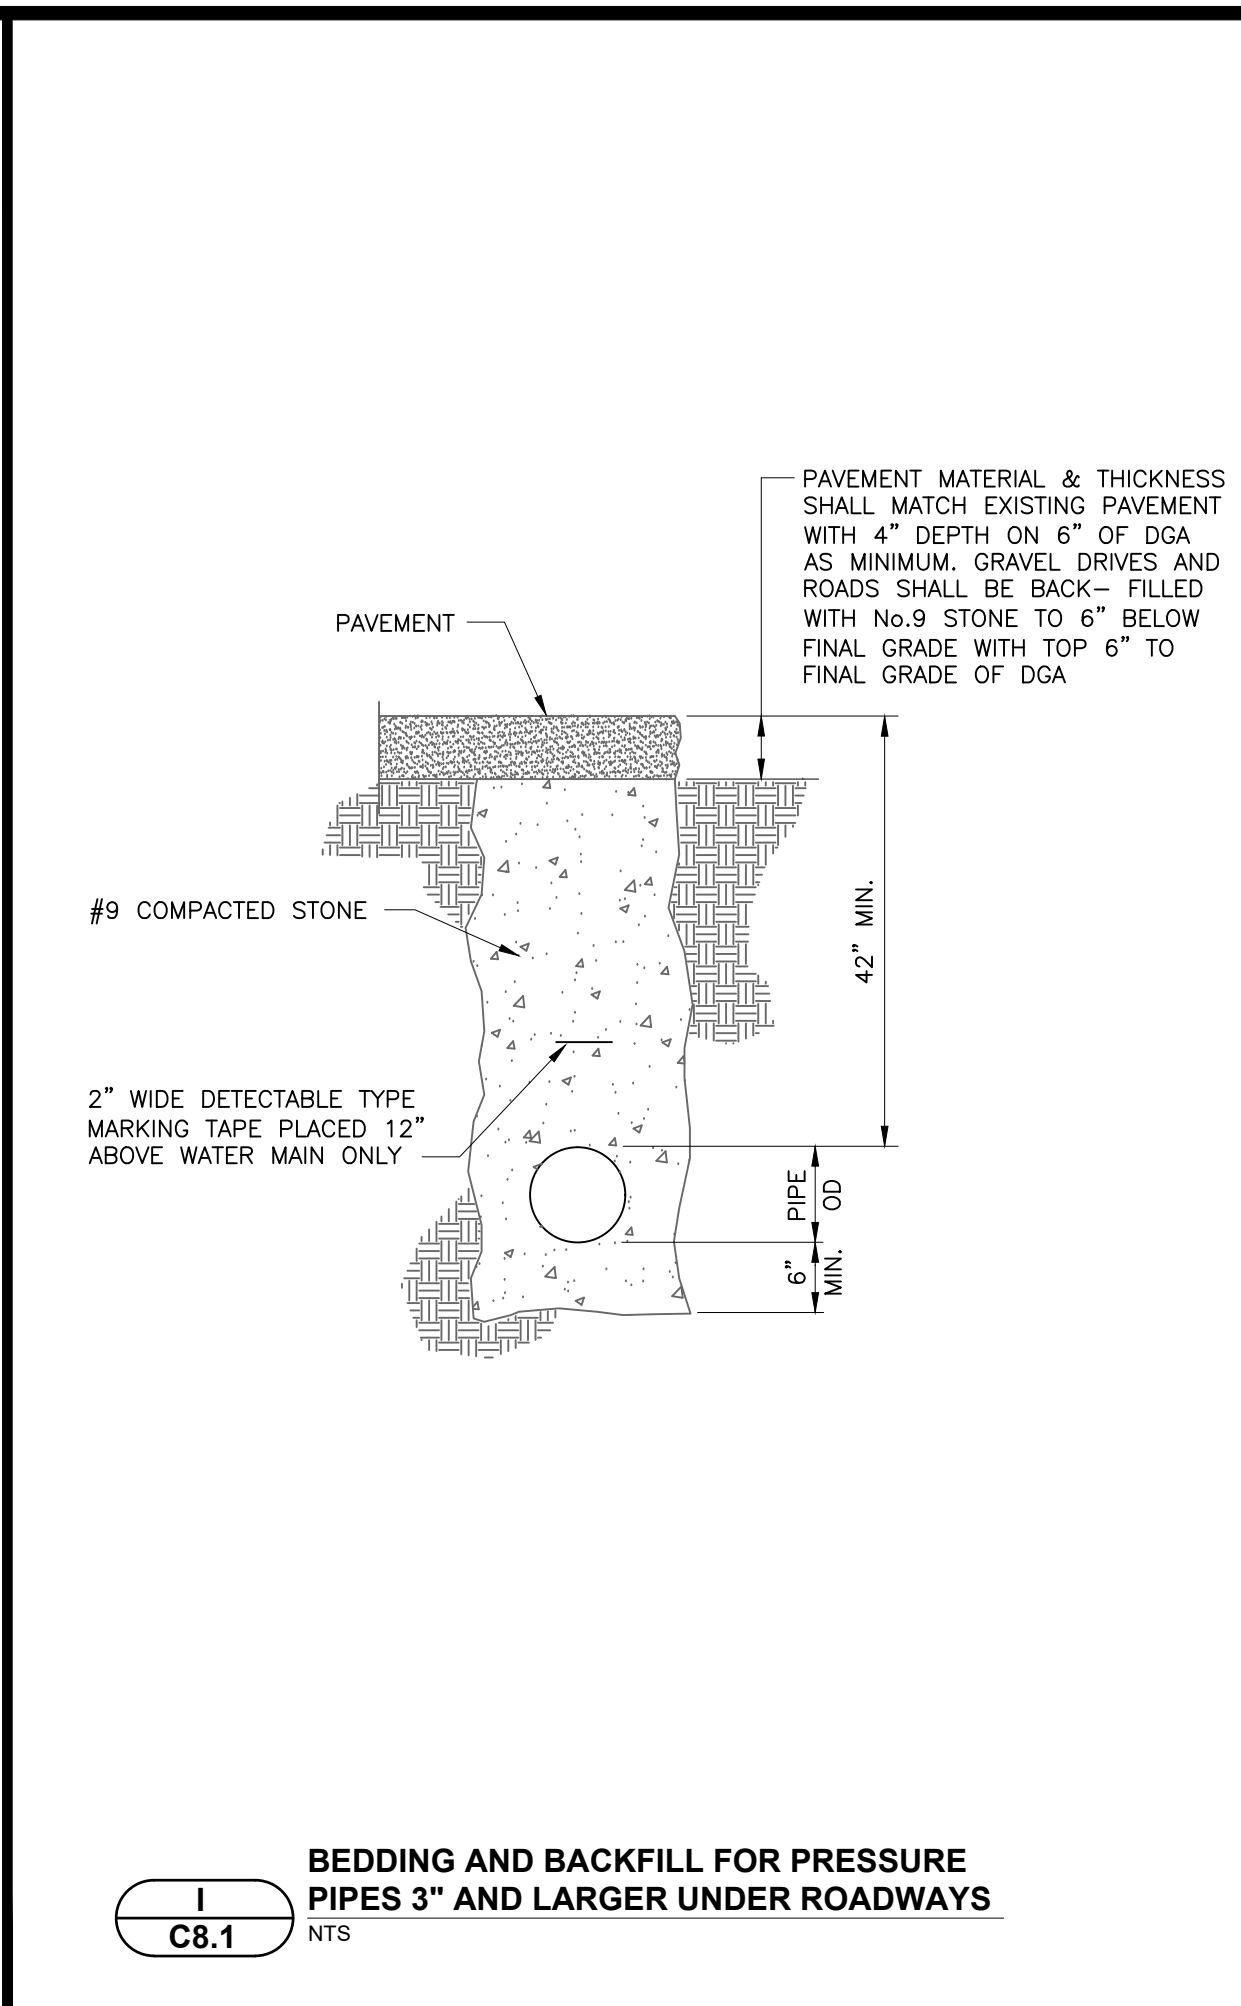 PAVEMENT MATERIAL & THICKNESS
SHALL MATCH EXISTING PAVEMENT
WITH 4” DEPTH ON 6” OF DGA
AS MINIMUM. GRAVEL DRIVES AND
ROADS SHALL BE BACK– FILLED
WITH No.9 STONE TO 6” BELOW
FINAL GRADE WITH TOP 6” TO
FINAL GRADE OF DGA
PAVEMENT
#9 COMPACTED STONE
42” MIN.
2” WIDE DETECTABLE TYPE
MARKING TAPE PLACED 12”
ABOVE WATER MAIN ONLY
PIPE
OD
6”
MIN.
BEDDING AND BACKFILL FOR PRESSURE
PIPES 3" AND LARGER UNDER ROADWAYS
NTS
I
C8.1